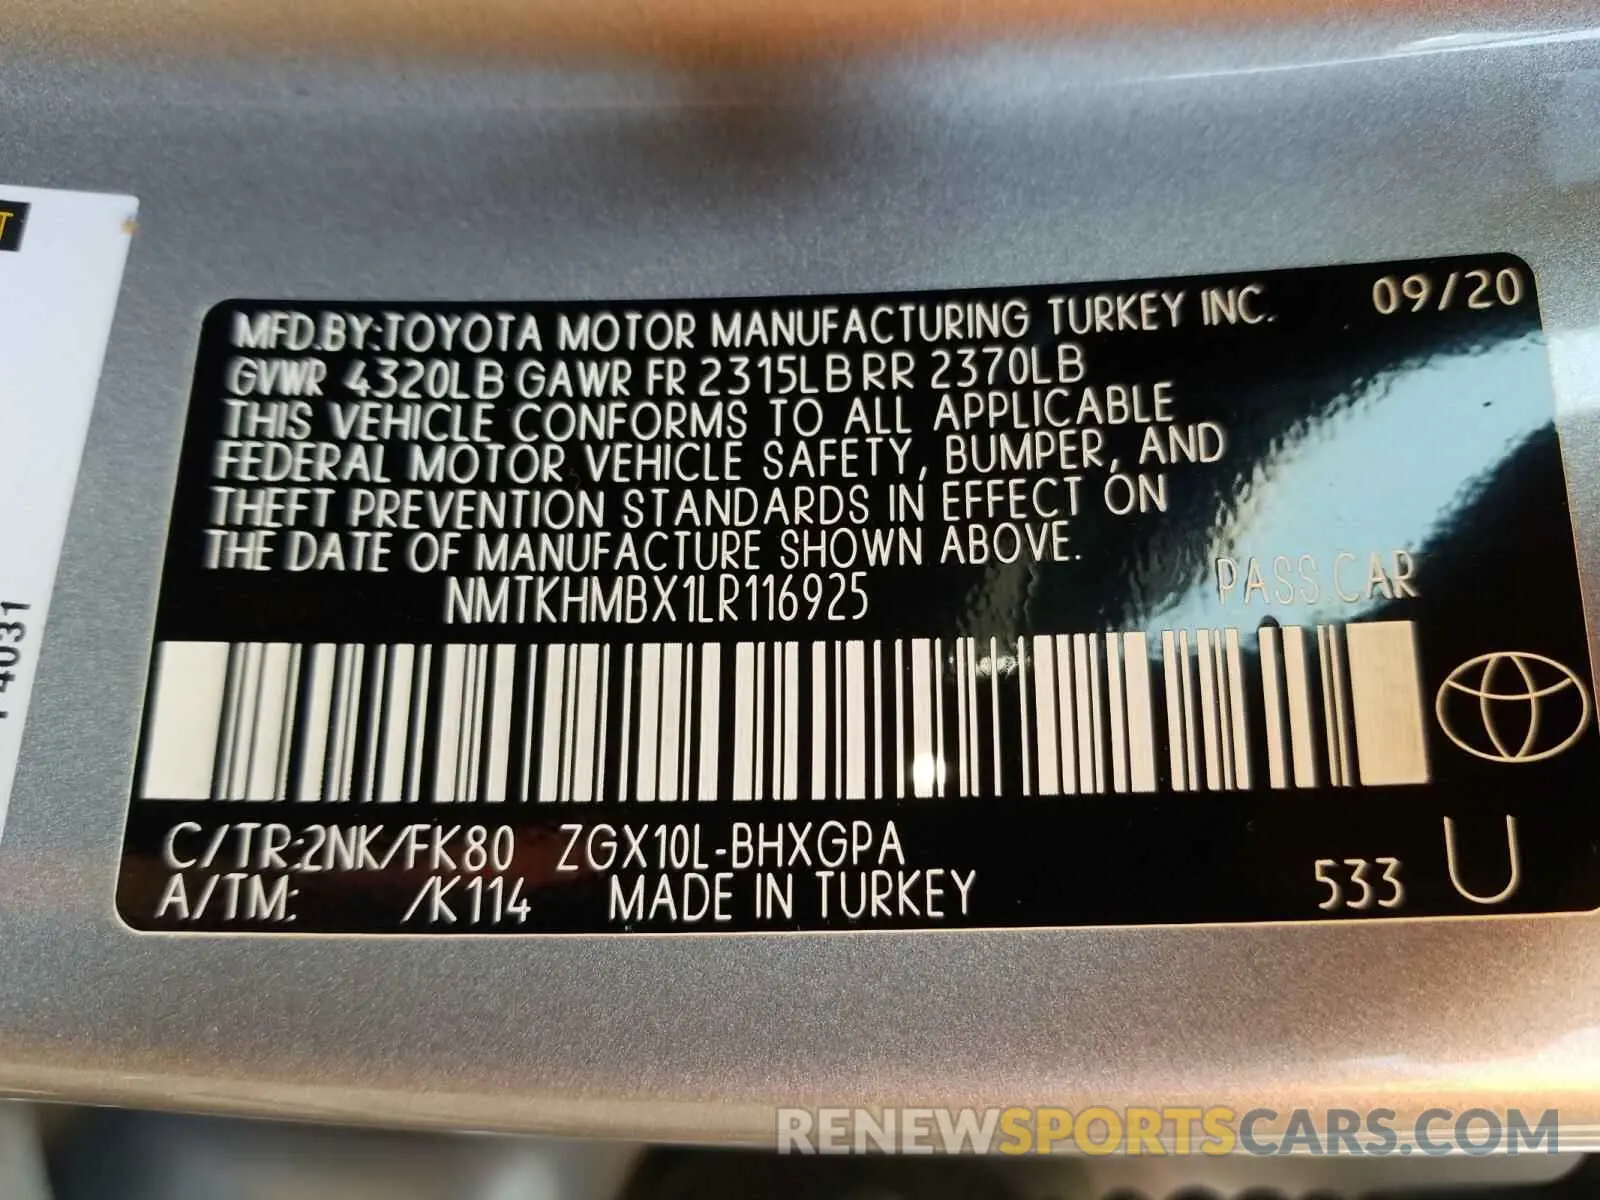 MFD.BY:TOYOTA MOTOR MANUFACTURING TURKEY INC. 09/20
GVWR 4320LB GAWR FR 2315LB RR 2370LB
THIS VEHICLE CONFORMS TO ALL APPLICABLE
FEDERAL MOTOR VEHICLE SAFETY, BUMPER, AND
THEFT PREVENTION STANDARDS IN EFFECT ON
THE DATE OF MANUFACTURE SHOWN ABOVE.
NMTKHMBX1LR116925 PASS.CAR
C/TR:2NK/FK80 ZGX10L-BHXGPA
A/TM: /K114 MADE IN TURKEY 533 U
4031
RENEWSPORTSCARS.COM